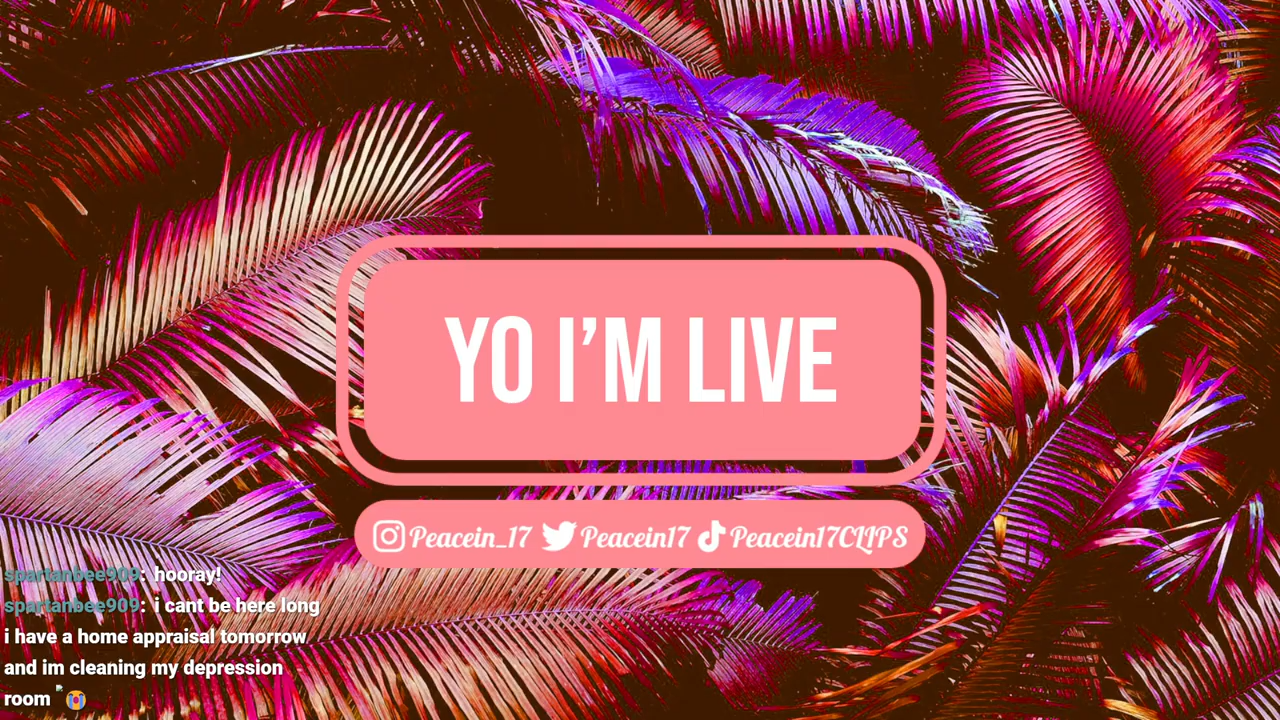 YO I'M LIVE
Peacein_17 Peacein17 Peacein17CLIPS
spartanbee909: hooray!
spartanbee909: i cant be here long
i have a home appraisal tomorrow
and im cleaning my depression
room 😭